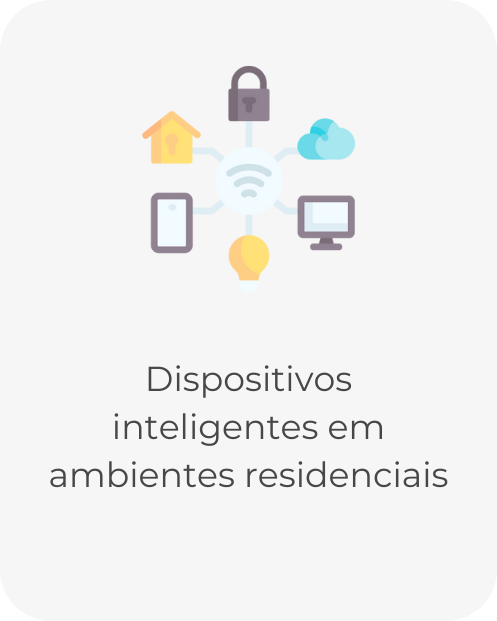 Dispositivos
inteligentes em
ambientes residenciais